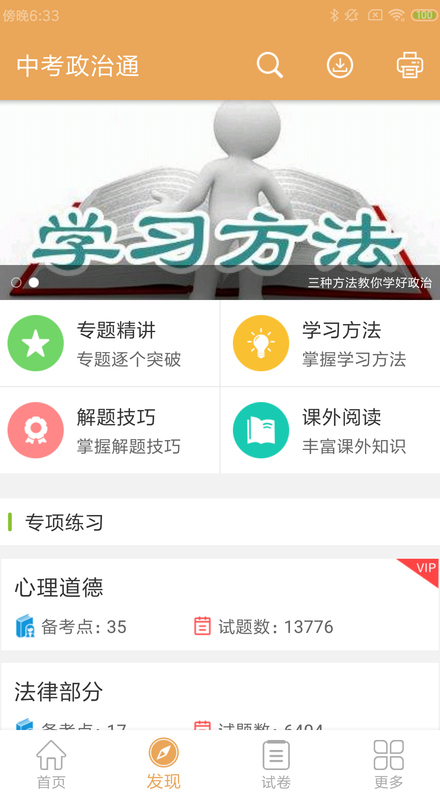 傍晚6:33
100
中考政治通
学习方法
三种方法教你学好政治
专题精讲
专题逐个突破
学习方法
掌握学习方法
解题技巧
掌握解题技巧
课外阅读
丰富课外知识
专项练习
VIP
心理道德
备考点：35
试题数：13776
法律部分
备考点：17
试题数：6404
首页
发现
试卷
更多